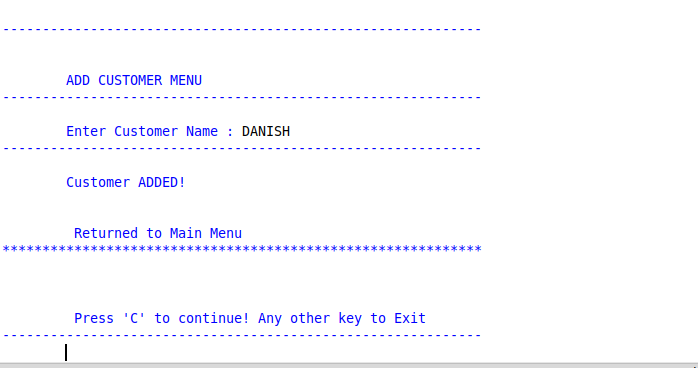 ------------------------------------------------------------
ADD CUSTOMER MENU
------------------------------------------------------------
Enter Customer Name : DANISH
------------------------------------------------------------
Customer ADDED!
Returned to Main Menu
************************************************************
Press 'C' to continue! Any other key to Exit
------------------------------------------------------------